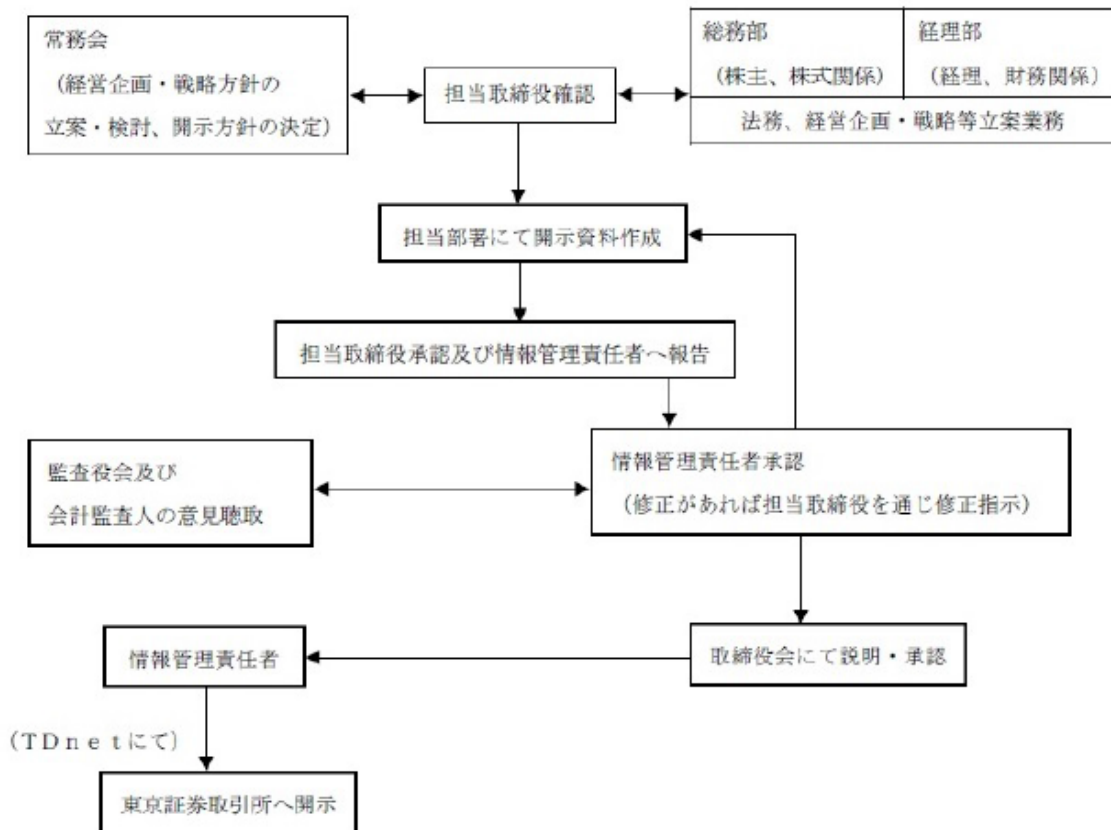 常務会
（経営企画・戦略方針の
立案・検討、開示方針の決定）
担当取締役確認
総務部
（株主、株式関係）
経理部
（経理、財務関係）
法務、経営企画・戦略等立案業務
担当部署にて開示資料作成
担当取締役承認及び情報管理責任者へ報告
監査役会及び
会計監査人の意見聴取
情報管理責任者承認
（修正があれば担当取締役を通じ修正指示）
取締役会にて説明・承認
情報管理責任者
（ＴＤｎｅｔにて）
東京証券取引所へ開示